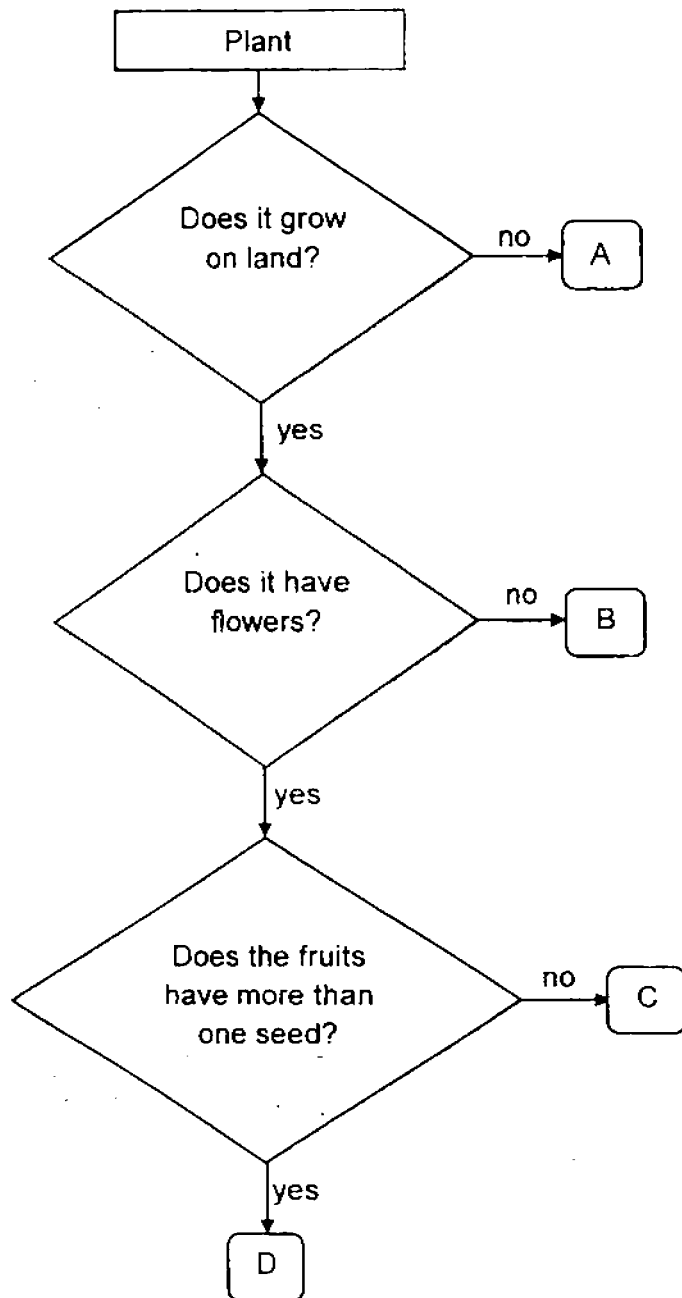 Plant
Does it grow
on land?
no
A
yes
Does it have
flowers?
no
B
yes
Does the fruits
have more than
one seed?
no
C
yes
D